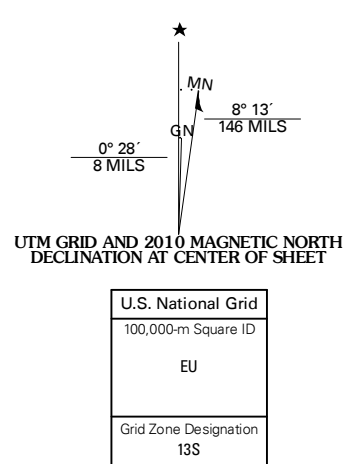 ★
MN
8° 13´
146 MILS
GN
0° 28´
8 MILS
UTM GRID AND 2010 MAGNETIC NORTH
DECLINATION AT CENTER OF SHEET
U.S. National Grid
100,000-m Square ID
EU
Grid Zone Designation
13S